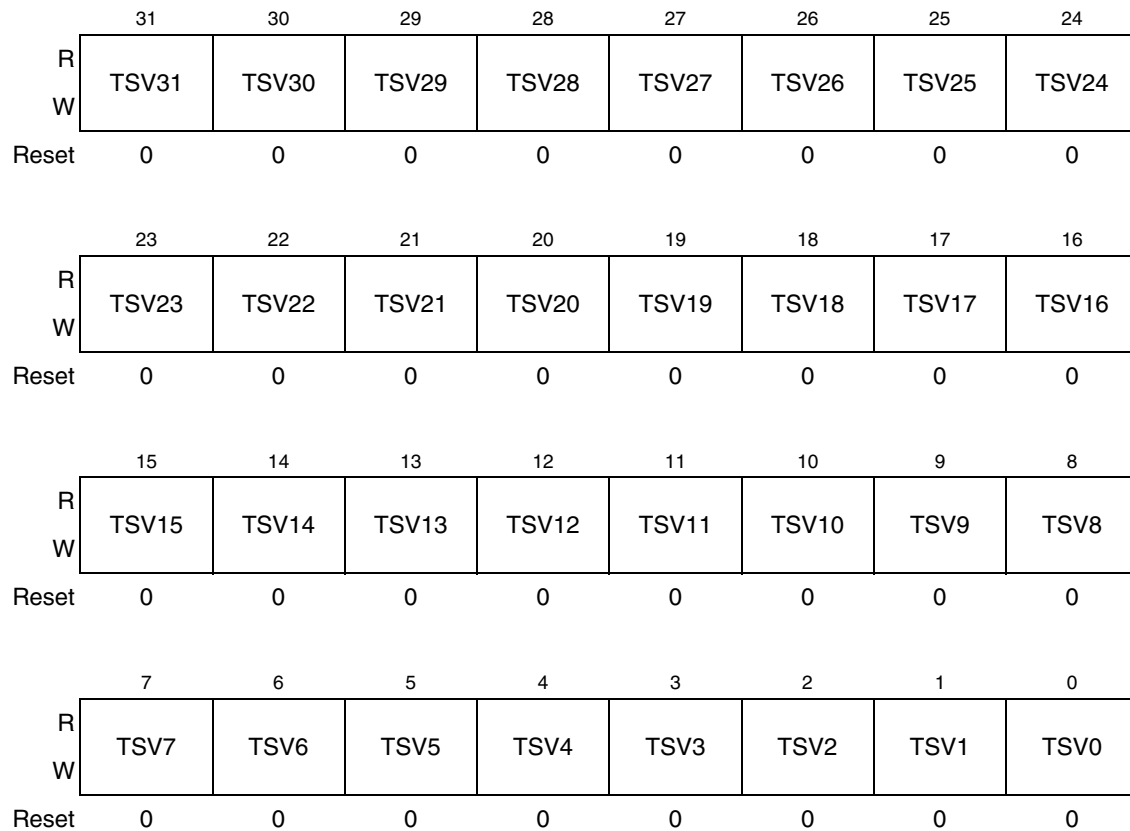 31 30 29 28 27 26 25 24
R
TSV31 TSV30 TSV29 TSV28 TSV27 TSV26 TSV25 TSV24
W
Reset 0 0 0 0 0 0 0 0
23 22 21 20 19 18 17 16
R
TSV23 TSV22 TSV21 TSV20 TSV19 TSV18 TSV17 TSV16
W
Reset 0 0 0 0 0 0 0 0
15 14 13 12 11 10 9 8
R
TSV15 TSV14 TSV13 TSV12 TSV11 TSV10 TSV9 TSV8
W
Reset 0 0 0 0 0 0 0 0
7 6 5 4 3 2 1 0
R
TSV7 TSV6 TSV5 TSV4 TSV3 TSV2 TSV1 TSV0
W
Reset 0 0 0 0 0 0 0 0